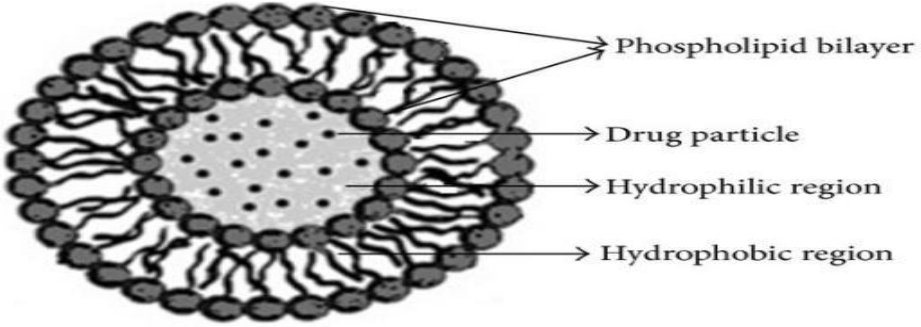 Phospholipid bilayer
Drug particle
Hydrophilic region
Hydrophobic region